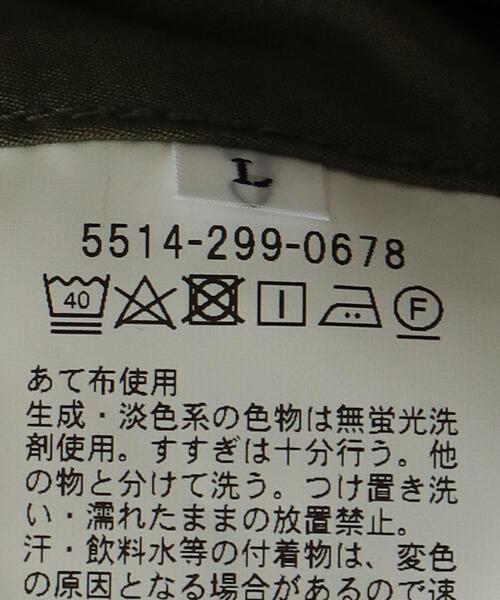 L
5514-299-0678
40 F
あて布使用
生成・淡色系の色物は無蛍光洗
剤使用。すすぎは十分行う。他
の物と分けて洗う。つけ置き洗
い・濡れたままの放置禁止。
汗・飲料水等の付着物は、変色
の原因となる場合があるので速